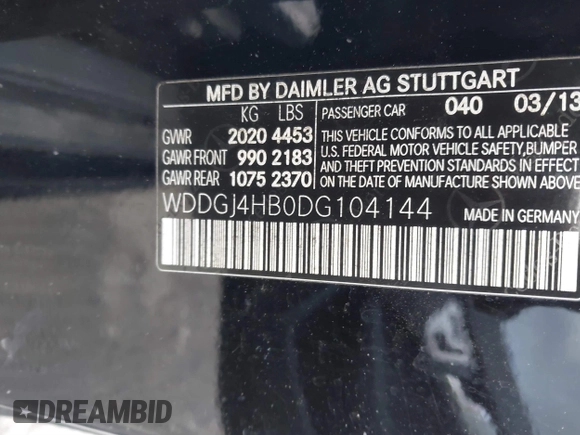 MFD BY DAIMLER AG STUTTGART
KG LBS PASSENGER CAR 040 03/13
GVWR 2020 4453 THIS VEHICLE CONFORMS TO ALL APPLICABLE
GAWR FRONT 990 2183 U.S. FEDERAL MOTOR VEHICLE SAFETY, BUMPER
GAWR REAR 1075 2370 AND THEFT PREVENTION STANDARDS IN EFFECT
ON THE DATE OF MANUFACTURE SHOWN ABOVE.
WDDGJ4HB0DG104144 MADE IN GERMANY
DREAMBID